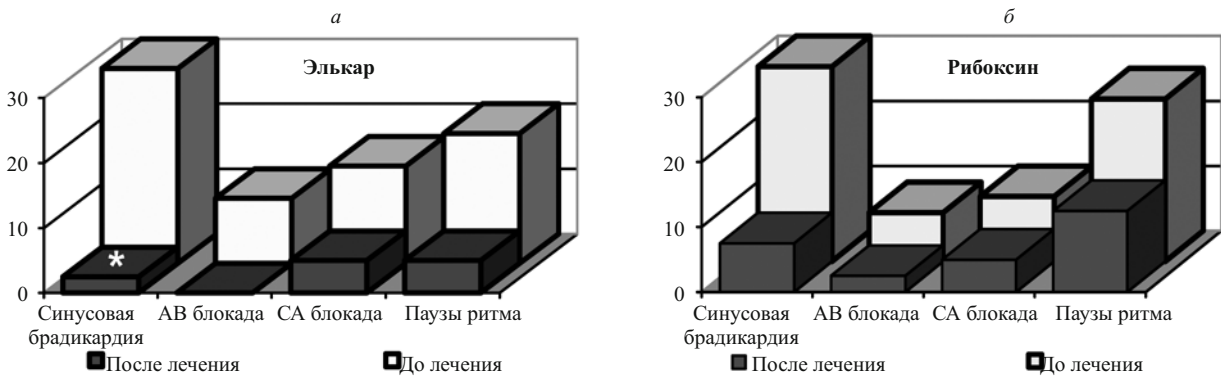 а
Элькар
30
20
10
0
Синусовая
брадикардия
АВ блокада
СА блокада
Паузы ритма
*
После лечения
До лечения
б
Рибоксин
30
20
10
0
Синусовая
брадикардия
АВ блокада
СА блокада
Паузы ритма
После лечения
До лечения